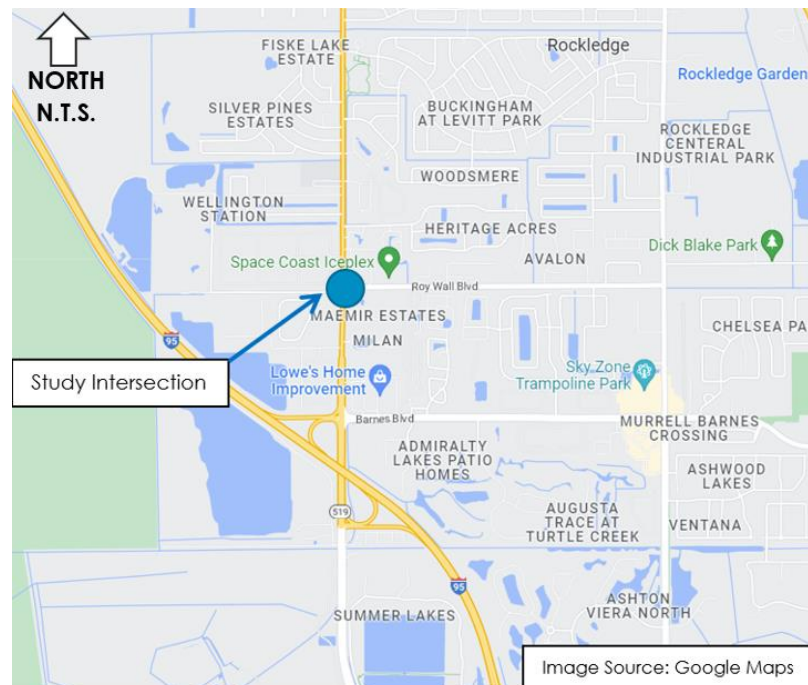 NORTH
N.T.S.
FISKE LAKE
ESTATE
Rockledge
Rockledge Garden
SILVER PINES
ESTATES
BUCKINGHAM
AT LEVITT PARK
ROCKLEDGE
CENTERAL
INDUSTRIAL PARK
WOODSMERE
WELLINGTON
STATION
HERITAGE ACRES
Dick Blake Park
Space Coast Iceplex
AVALON
Roy Wall Blvd
MAEMIR ESTATES
CHELSEA PA
MILAN
95
Study Intersection
Lowe's Home
Improvement
Sky Zone
Trampoline Park
Barnes Blvd
MURRELL BARNES
CROSSING
ADMIRALTY
LAKES PATIO
HOMES
ASHWOOD
LAKES
519
AUGUSTA
TRACE AT
TURTLE CREEK
VENTANA
95
ASHTON
VIERA NORTH
SUMMER LAKES
Image Source: Google Maps